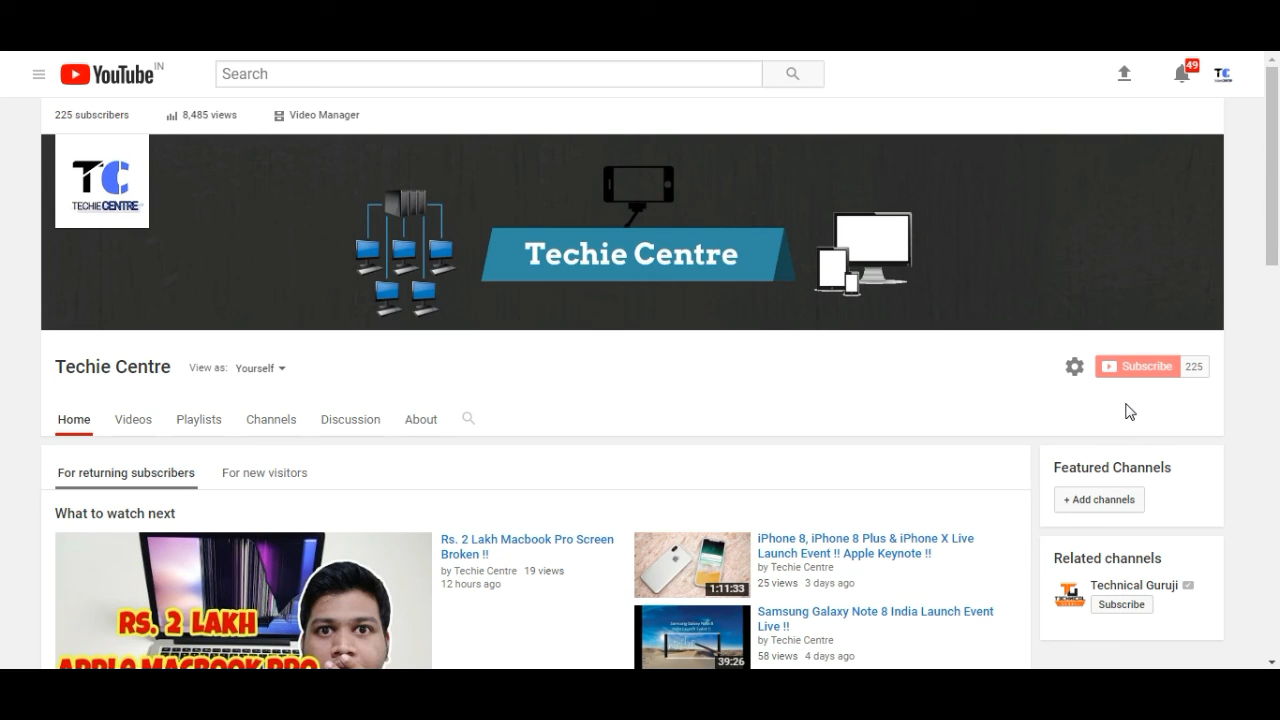 YouTube IN
Search
49
TC
225 subscribers
8,485 views
Video Manager
TC
TECHIE CENTRE
Techie Centre
Techie Centre
View as: Yourself
Subscribe 225
Home
Videos
Playlists
Channels
Discussion
About
For returning subscribers
For new visitors
What to watch next
RS. 2 LAKH
APPLE MACBOOK PRO
Rs. 2 Lakh Macbook Pro Screen
Broken !!
by Techie Centre 19 views
12 hours ago
1:11:33
iPhone 8, iPhone 8 Plus & iPhone X Live
Launch Event !! Apple Keynote !!
by Techie Centre
25 views 3 days ago
39:26
Samsung Galaxy Note 8 India Launch Event
Live !!
by Techie Centre
58 views 4 days ago
Featured Channels
+ Add channels
Related channels
Technical Guruji
Subscribe